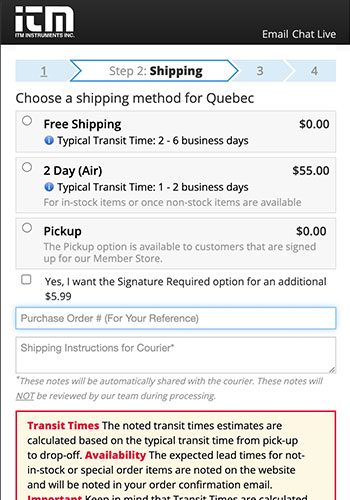 itm
ITM INSTRUMENTS INC.
Email Chat Live
1 Step 2: Shipping 3 4
Choose a shipping method for Quebec
Free Shipping $0.00
Typical Transit Time: 2 - 6 business days
2 Day (Air) $55.00
Typical Transit Time: 1 - 2 business days
For in-stock items or once non-stock items are available
Pickup $0.00
The Pickup option is available to customers that are signed
up for our Member Store.
Yes, I want the Signature Required option for an additional
$5.99
Purchase Order # (For Your Reference)
Shipping Instructions for Courier*
*These notes will be automatically shared with the courier. These notes will
NOT be reviewed by our team during processing.
Transit Times The noted transit times estimates are
calculated based on the typical transit time from pick-up
to drop-off. Availability The expected lead times for not-
in-stock or special order items are noted on the website
and will be noted in your order confirmation email.
Important Keep in mind that Transit Times are calculated